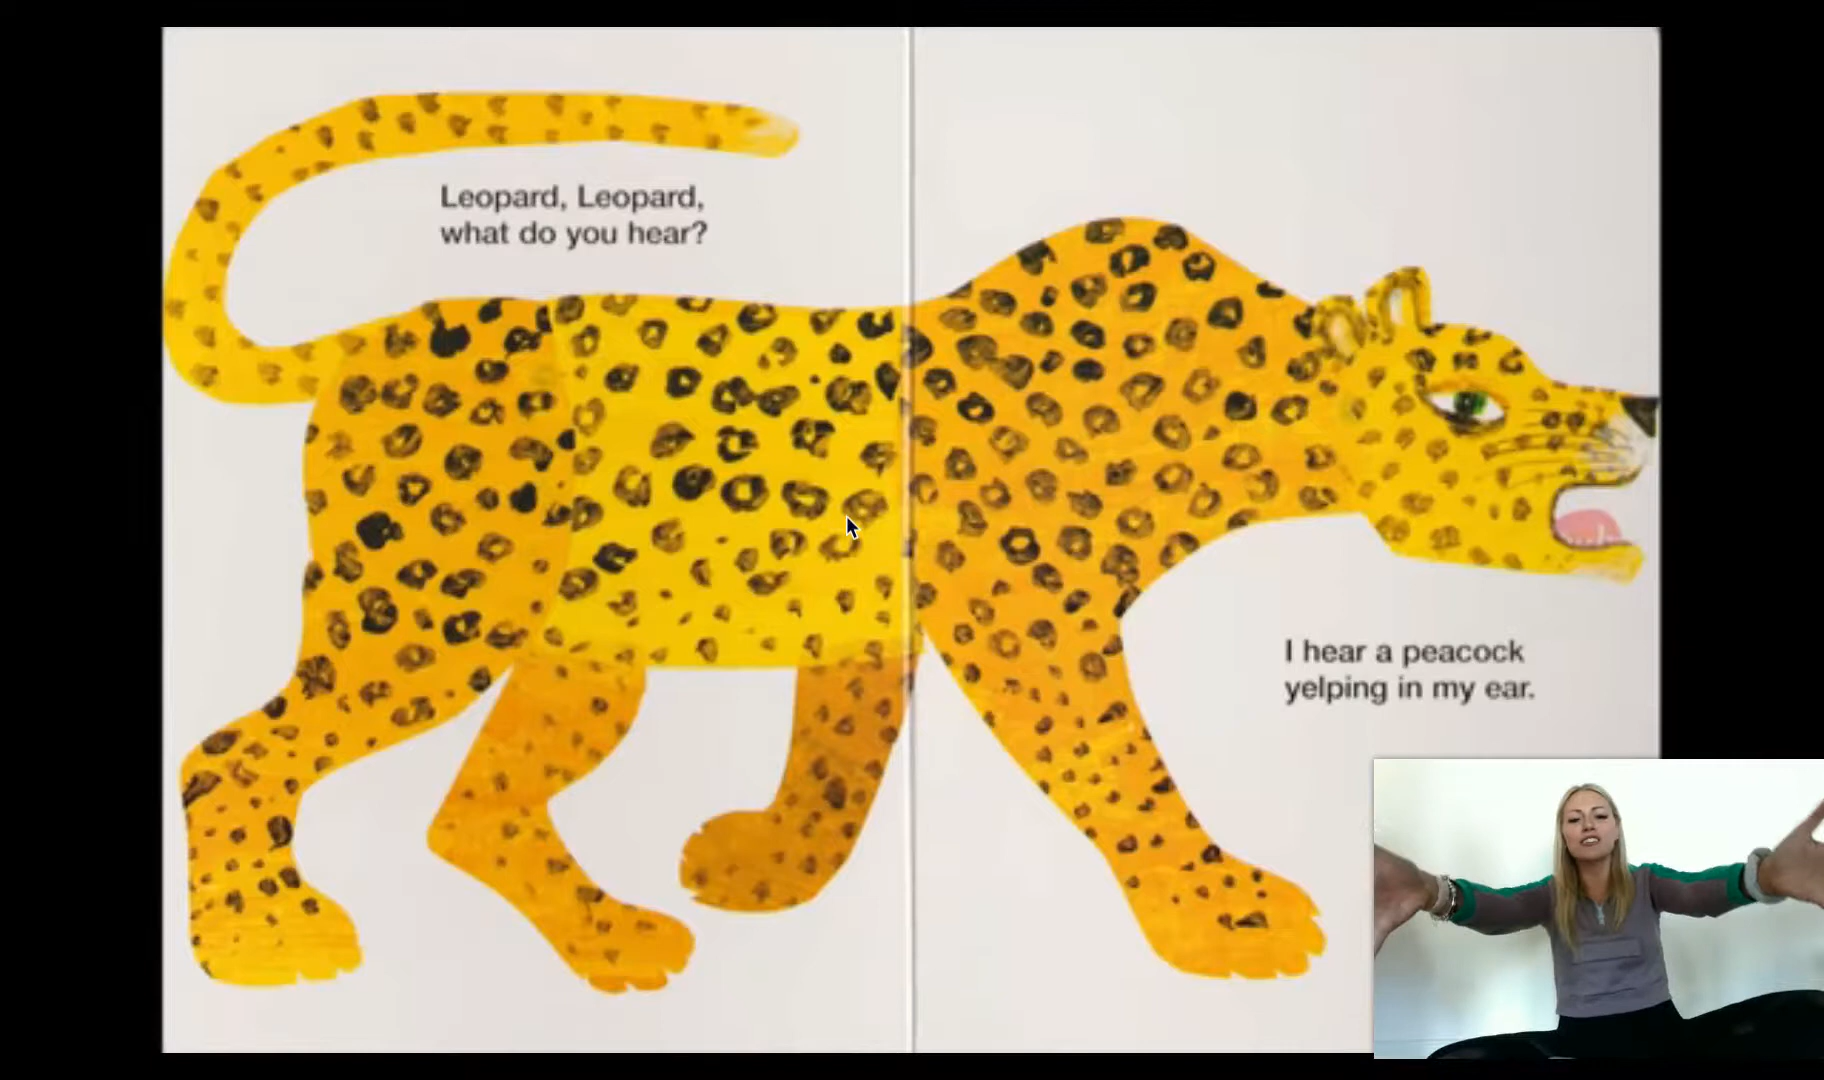 Leopard, Leopard,
what do you hear?
I hear a peacock
yelping in my ear.